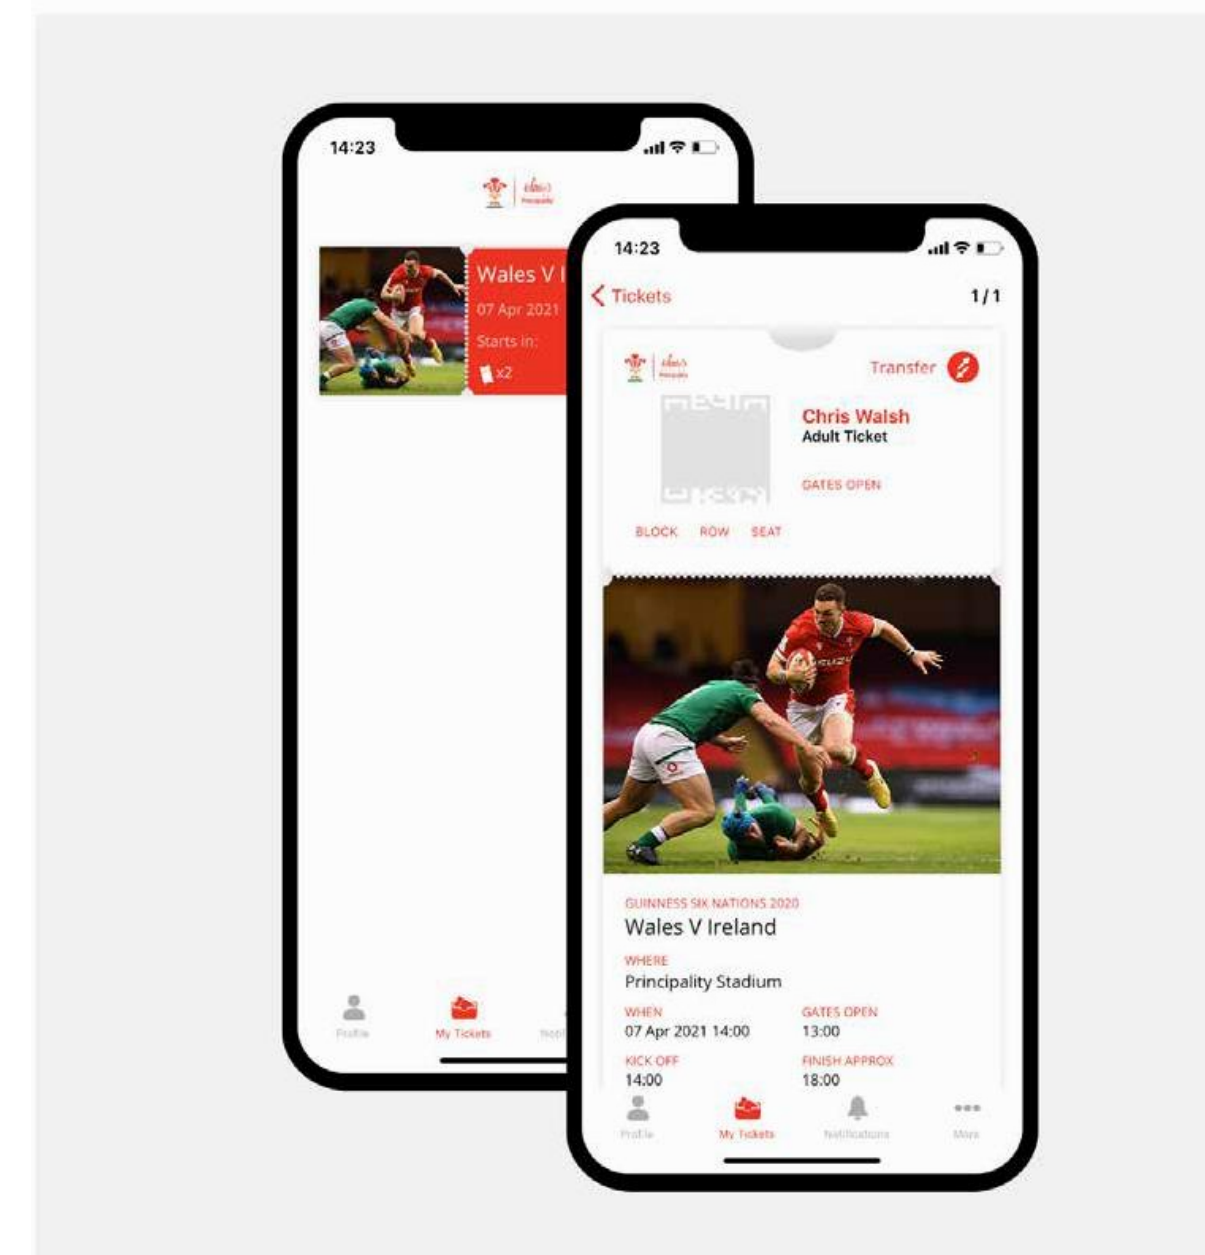 14:23
Principality
Wales V I
07 Apr 2021
Starts in:
x2
Profile
My Tickets
14:23
Tickets
1/1
Transfer
Chris Walsh
Adult Ticket
GATES OPEN
BLOCK ROW SEAT
ISUZU
GUINNESS SIX NATIONS 2020
Wales V Ireland
WHERE
Principality Stadium
WHEN
07 Apr 2021 14:00
GATES OPEN
13:00
KICK OFF
14:00
FINISH APPROX
18:00
Profile
My Tickets
Notifications
More